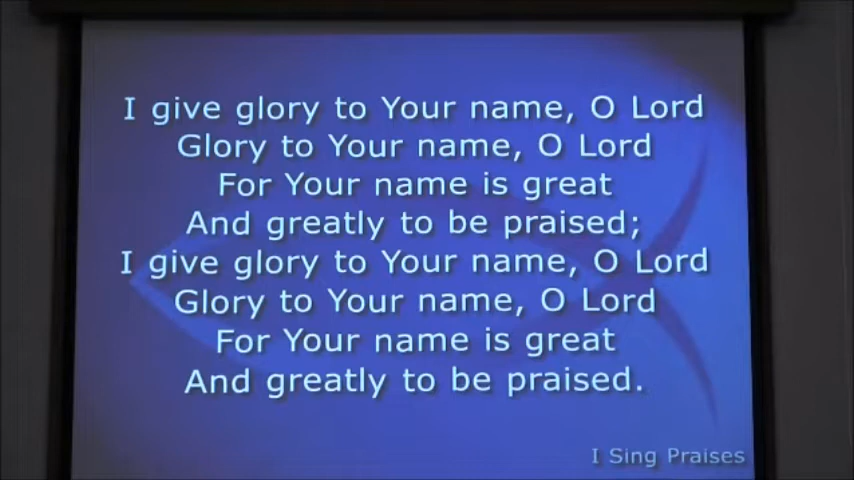 I give glory to Your name, O Lord
Glory to Your name, O Lord
For Your name is great
And greatly to be praised;
I give glory to Your name, O Lord
Glory to Your name, O Lord
For Your name is great
And greatly to be praised.
I Sing Praises